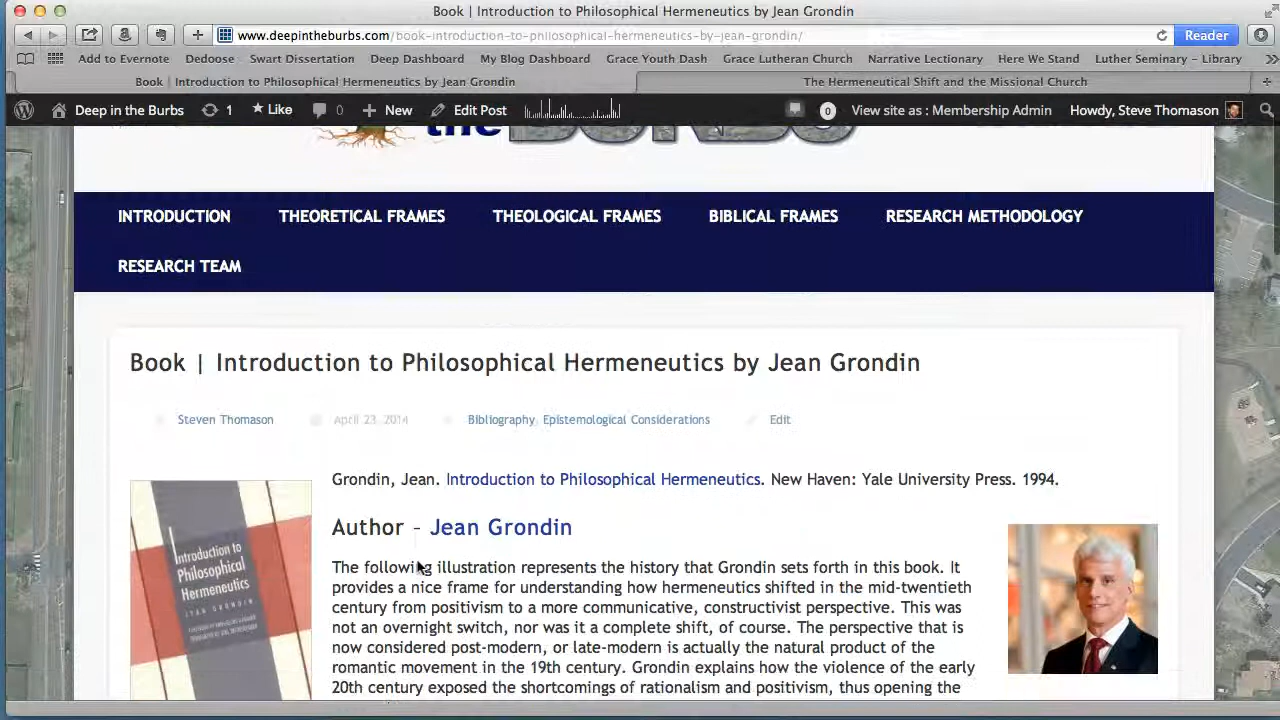 Book | Introduction to Philosophical Hermeneutics by Jean Grondin
www.deepintheburbs.com/book-introduction-to-philosophical-hermeneutics-by-jean-grondin/ Reader
Add to Evernote Dedoose Swart Dissertation Deep Dashboard My Blog Dashboard Grace Youth Dash Grace Lutheran Church Narrative Lectionary Here We Stand Luther Seminary – Library
Book | Introduction to Philosophical Hermeneutics by Jean Grondin The Hermeneutical Shift and the Missional Church
Deep in the Burbs 1 Like 0 New Edit Post 0 View site as : Membership Admin Howdy, Steve Thomason
the BURBS
INTRODUCTION THEORETICAL FRAMES THEOLOGICAL FRAMES BIBLICAL FRAMES RESEARCH METHODOLOGY
RESEARCH TEAM
Book | Introduction to Philosophical Hermeneutics by Jean Grondin
Steven Thomason April 23, 2014 Bibliography, Epistemological Considerations Edit
Grondin, Jean. Introduction to Philosophical Hermeneutics. New Haven: Yale University Press. 1994.
Author – Jean Grondin
The following illustration represents the history that Grondin sets forth in this book. It
provides a nice frame for understanding how hermeneutics shifted in the mid-twentieth
century from positivism to a more communicative, constructivist perspective. This was
not an overnight switch, nor was it a complete shift, of course. The perspective that is
now considered post-modern, or late-modern is actually the natural product of the
romantic movement in the 19th century. Grondin explains how the violence of the early
20th century exposed the shortcomings of rationalism and positivism, thus opening the
Introduction to
Philosophical
Hermeneutics
JEAN GRONDIN